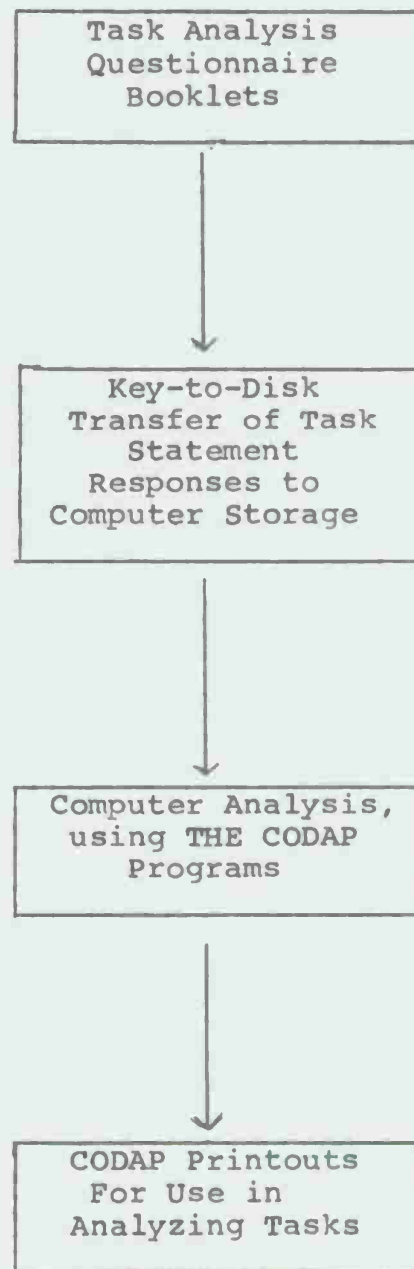 Task Analysis
Questionnaire
Booklets
Key-to-Disk
Transfer of Task
Statement
Responses to
Computer Storage
Computer Analysis,
using THE CODAP
Programs
CODAP Printouts
For Use in
Analyzing Tasks